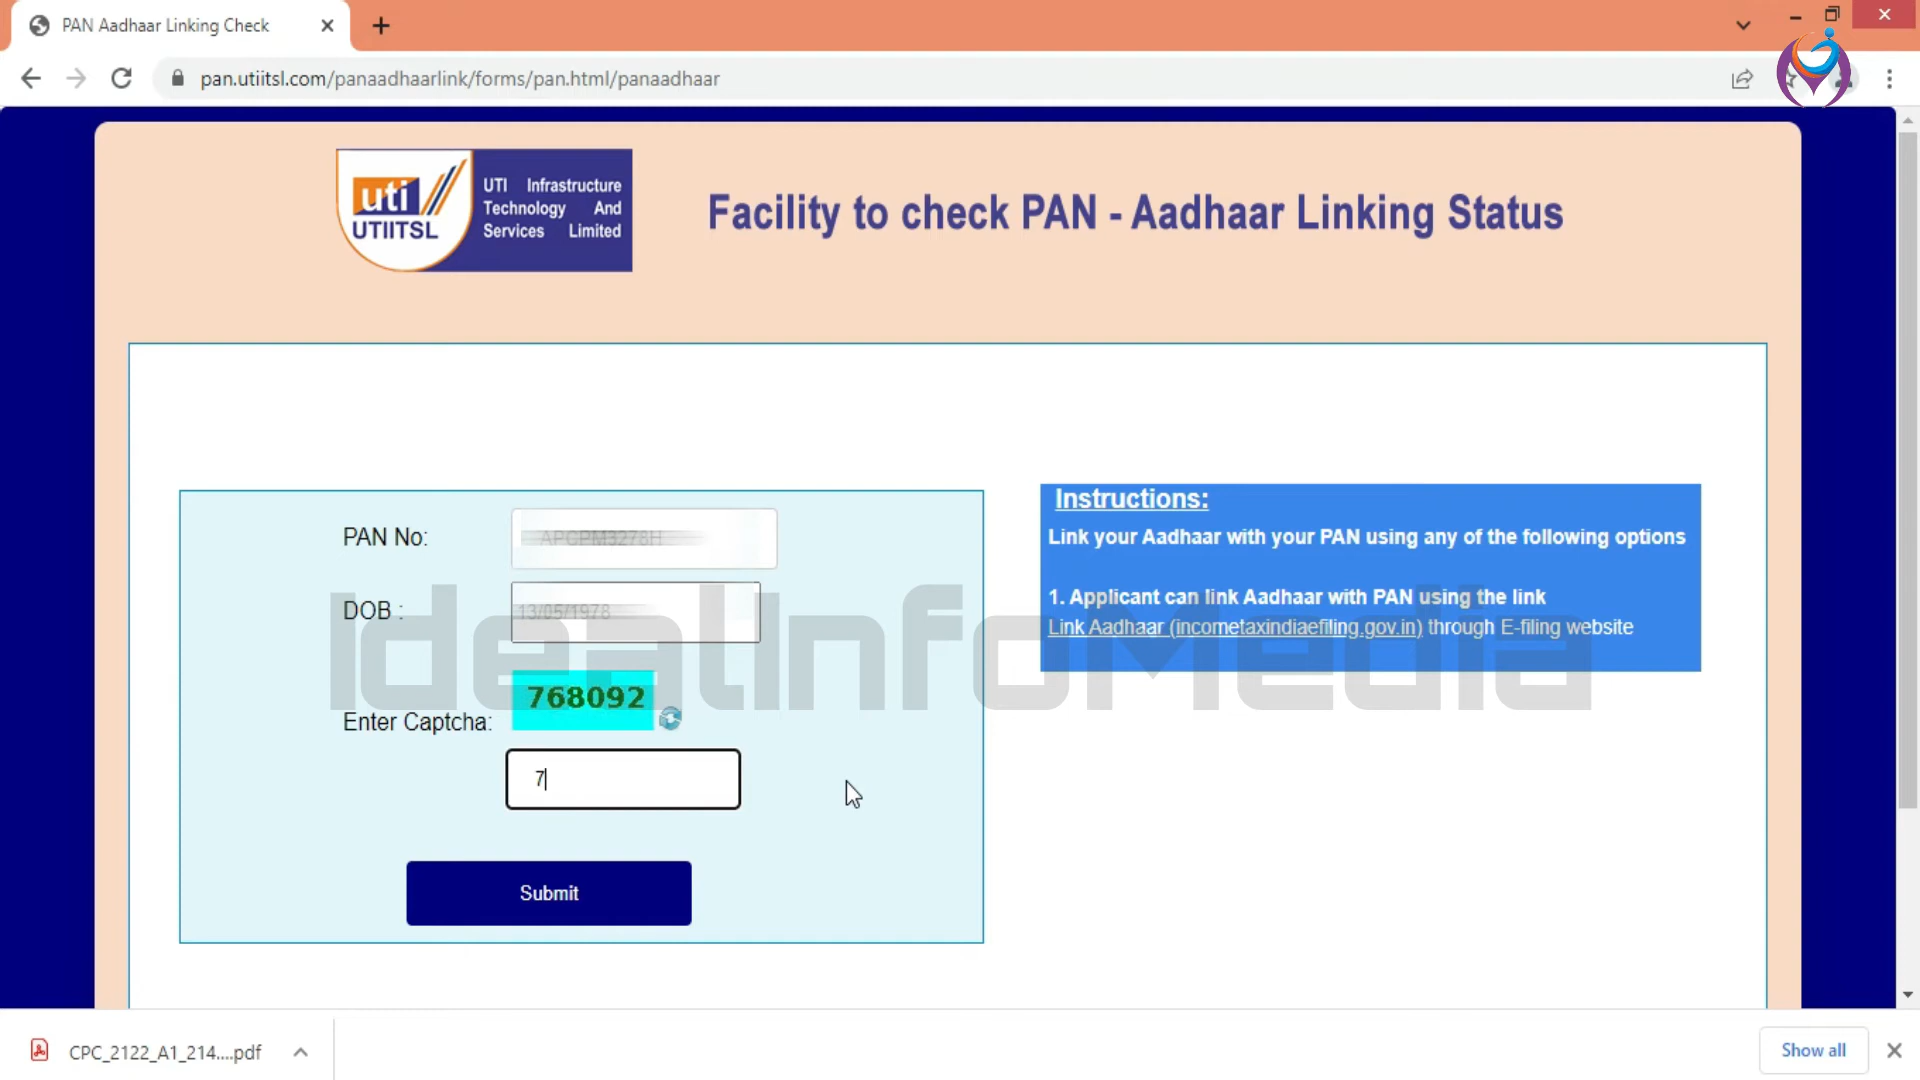 PAN Aadhaar Linking Check
pan.utiitsl.com/panaadhaarlink/forms/pan.html/panaadhaar
uti
UTIITSL
UTI Infrastructure
Technology And
Services Limited
Facility to check PAN - Aadhaar Linking Status
PAN No:
DOB :
768092
Enter Captcha:
7
Submit
Instructions:
Link your Aadhaar with your PAN using any of the following options
1. Applicant can link Aadhaar with PAN using the link
Link Aadhaar (incometaxindiaefiling.gov.in) through E-filing website
IdealInfoMedia
CPC_2122_A1_214....pdf
Show all